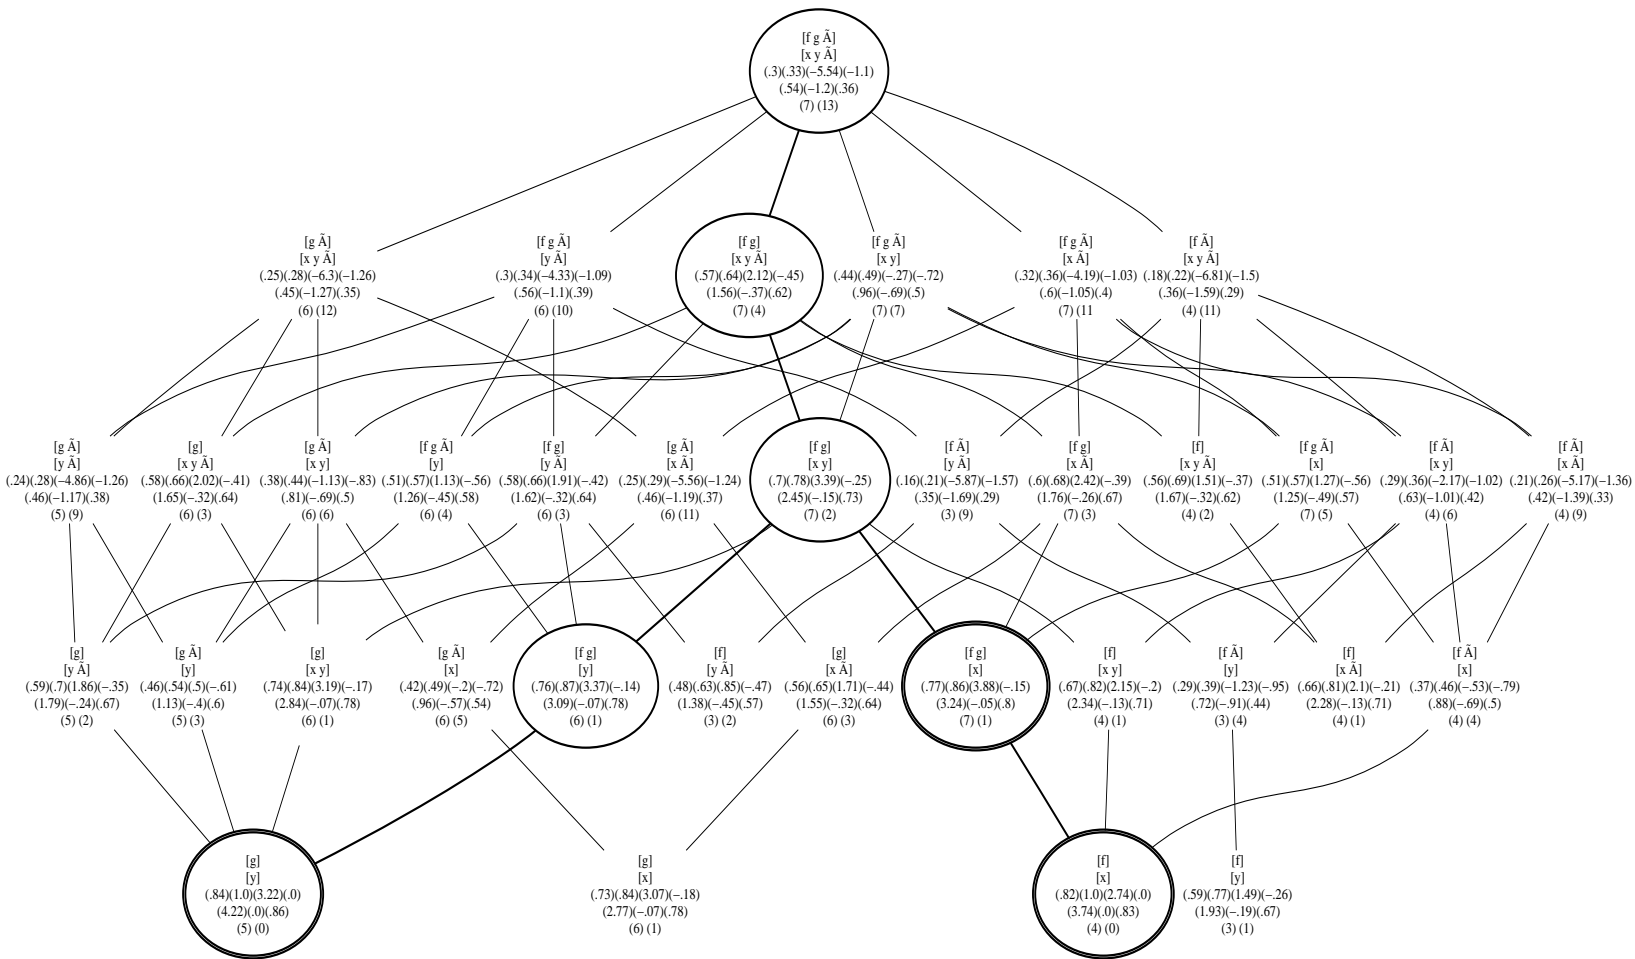 [f g Ã]
[x y Ã]
(.3)(.33)(−5.54)(−1.1)
(.54)(−1.2)(.36)
(7) (13)
[g Ã]
[x y Ã]
(.25)(.28)(−6.3)(−1.26)
(.45)(−1.27)(.35)
(6) (12)
[f g Ã]
[y Ã]
(.3)(.34)(−4.33)(−1.09)
(.56)(−1.1)(.39)
(6) (10)
[f g]
[x y Ã]
(.57)(.64)(2.12)(−.45)
(1.56)(−.37)(.62)
(7) (4)
[f g Ã]
[x y]
(.44)(.49)(−.27)(−.72)
(.96)(−.69)(.5)
(7) (7)
[f g Ã]
[x Ã]
(.32)(.36)(−4.19)(−1.03)
(.6)(−1.05)(.4)
(7) (11
[f Ã]
[x y Ã]
(.18)(.22)(−6.81)(−1.5)
(.36)(−1.59)(.29)
(4) (11)
[g Ã]
[y Ã]
(.24)(.28)(−4.86)(−1.26)
(.46)(−1.17)(.38)
(5) (9)
[g]
[x y Ã]
(.58)(.66)(2.02)(−.41)
(1.65)(−.32)(.64)
(6) (3)
[g Ã]
[x y]
(.38)(.44)(−1.13)(−.83)
(.81)(−.69)(.5)
(6) (6)
[f g Ã]
[y]
(.51)(.57)(1.13)(−.56)
(1.26)(−.45)(.58)
(6) (4)
[f g]
[y Ã]
(.58)(.66)(1.91)(−.42)
(1.62)(−.32)(.64)
(6) (3)
[g Ã]
[x Ã]
(.25)(.29)(−5.56)(−1.24)
(.46)(−1.19)(.37)
(6) (11)
[f g]
[x y]
(.7)(.78)(3.39)(−.25)
(2.45)(−.15)(.73)
(7) (2)
[f Ã]
[y Ã]
(.16)(.21)(−5.87)(−1.57)
(.35)(−1.69)(.29)
(3) (9)
[f g]
[x Ã]
(.6)(.68)(2.42)(−.39)
(1.76)(−.26)(.67)
(7) (3)
[f]
[x y Ã]
(.56)(.69)(1.51)(−.37)
(1.67)(−.32)(.62)
(4) (2)
[f g Ã]
[x]
(.51)(.57)(1.27)(−.56)
(1.25)(−.49)(.57)
(7) (5)
[f Ã]
[x y]
(.29)(.36)(−2.17)(−1.02)
(.63)(−1.01)(.42)
(4) (6)
[f Ã]
[x Ã]
(.21)(.26)(−5.17)(−1.36)
(.42)(−1.39)(.33)
(4) (9)
[g]
[y Ã]
(.59)(.7)(1.86)(−.35)
(1.79)(−.24)(.67)
(5) (2)
[g Ã]
[y]
(.46)(.54)(.5)(−.61)
(1.13)(−.4)(.6)
(5) (3)
[g]
[x y]
(.74)(.84)(3.19)(−.17)
(2.84)(−.07)(.78)
(6) (1)
[g Ã]
[x]
(.42)(.49)(−.2)(−.72)
(.96)(−.57)(.54)
(6) (5)
[f g]
[y]
(.76)(.87)(3.37)(−.14)
(3.09)(−.07)(.78)
(6) (1)
[f]
[y Ã]
(.48)(.63)(.85)(−.47)
(1.38)(−.45)(.57)
(3) (2)
[g]
[x Ã]
(.56)(.65)(1.71)(−.44)
(1.55)(−.32)(.64)
(6) (3)
[f g]
[x]
(.77)(.86)(3.88)(−.15)
(3.24)(−.05)(.8)
(7) (1)
[f]
[x y]
(.67)(.82)(2.15)(−.2)
(2.34)(−.13)(.71)
(4) (1)
[f Ã]
[y]
(.29)(.39)(−1.23)(−.95)
(.72)(−.91)(.44)
(3) (4)
[f]
[x Ã]
(.66)(.81)(2.1)(−.21)
(2.28)(−.13)(.71)
(4) (1)
[f Ã]
[x]
(.37)(.46)(−.53)(−.79)
(.88)(−.69)(.5)
(4) (4)
[g]
[y]
(.84)(1.0)(3.22)(.0)
(4.22)(.0)(.86)
(5) (0)
[g]
[x]
(.73)(.84)(3.07)(−.18)
(2.77)(−.07)(.78)
(6) (1)
[f]
[x]
(.82)(1.0)(2.74)(.0)
(3.74)(.0)(.83)
(4) (0)
[f]
[y]
(.59)(.77)(1.49)(−.26)
(1.93)(−.19)(.67)
(3) (1)